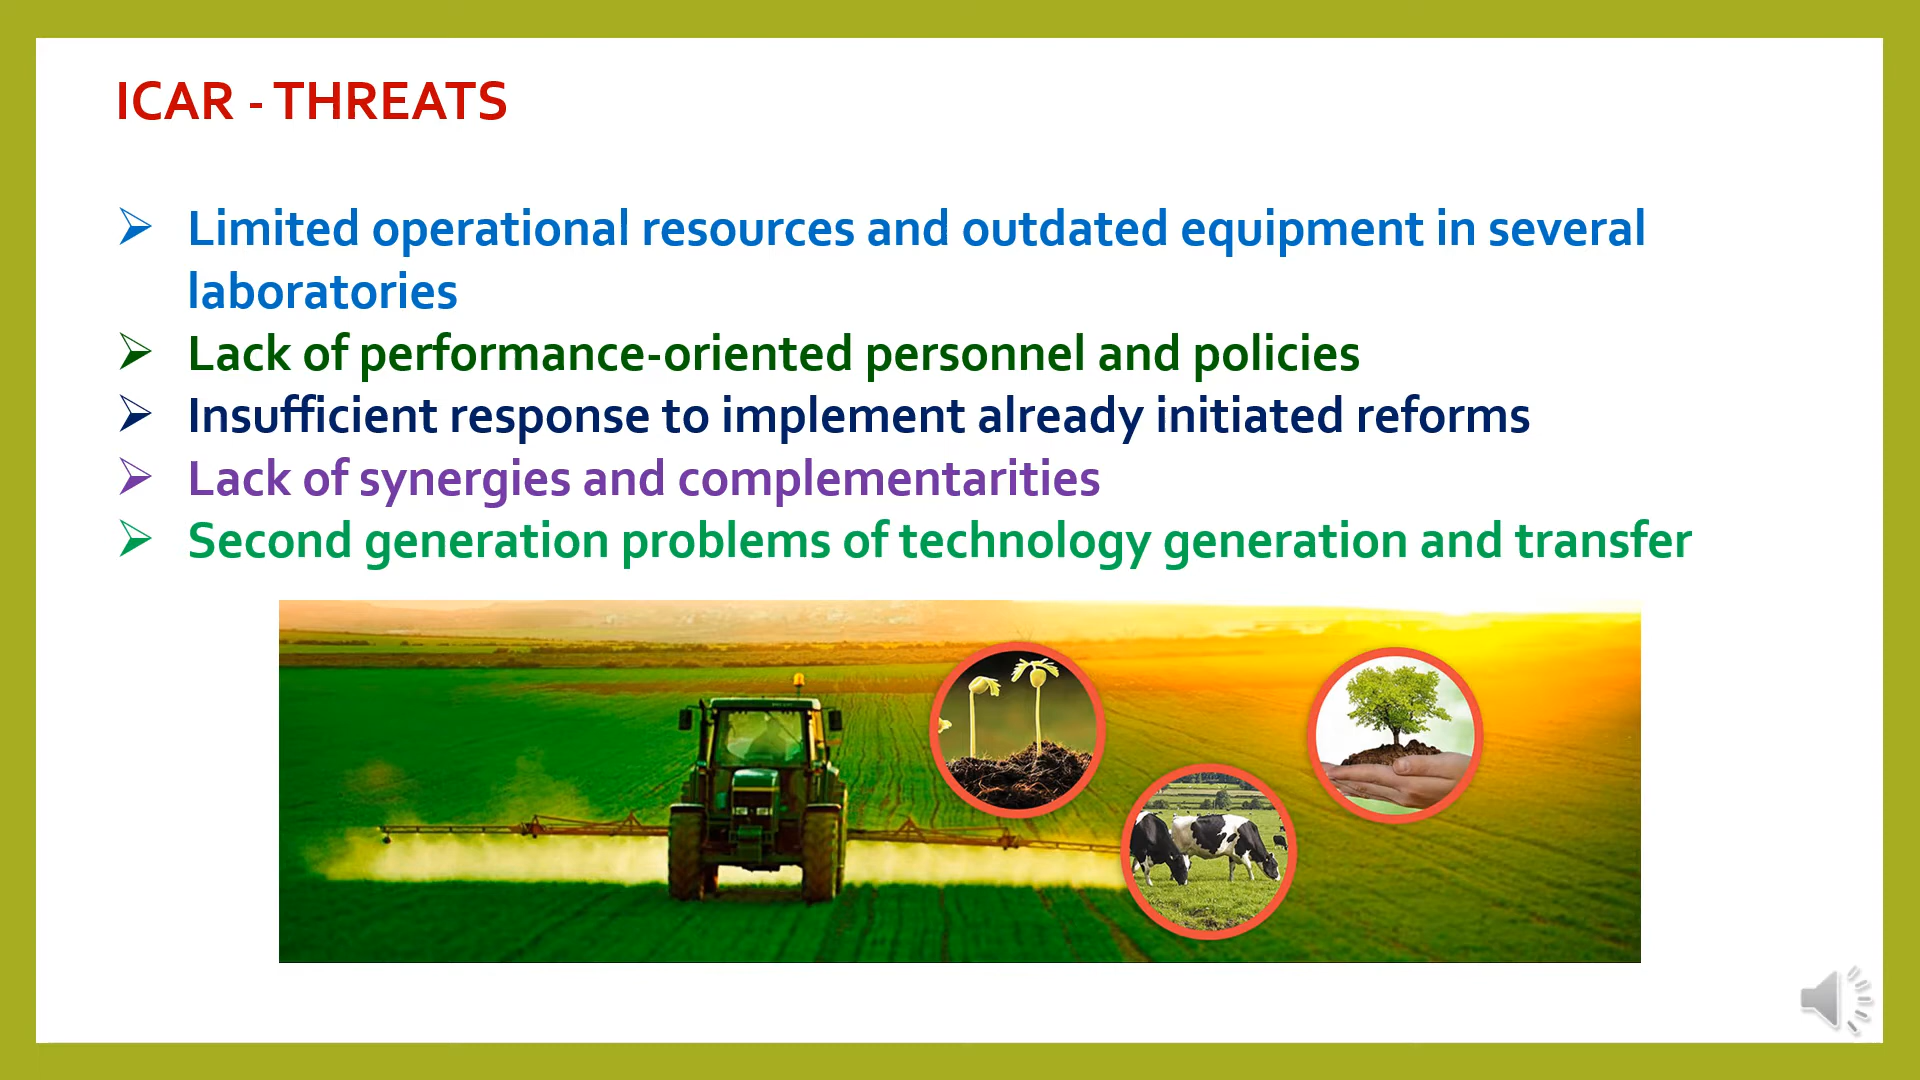 ICAR - THREATS
Limited operational resources and outdated equipment in several
laboratories
Lack of performance-oriented personnel and policies
Insufficient response to implement already initiated reforms
Lack of synergies and complementarities
Second generation problems of technology generation and transfer